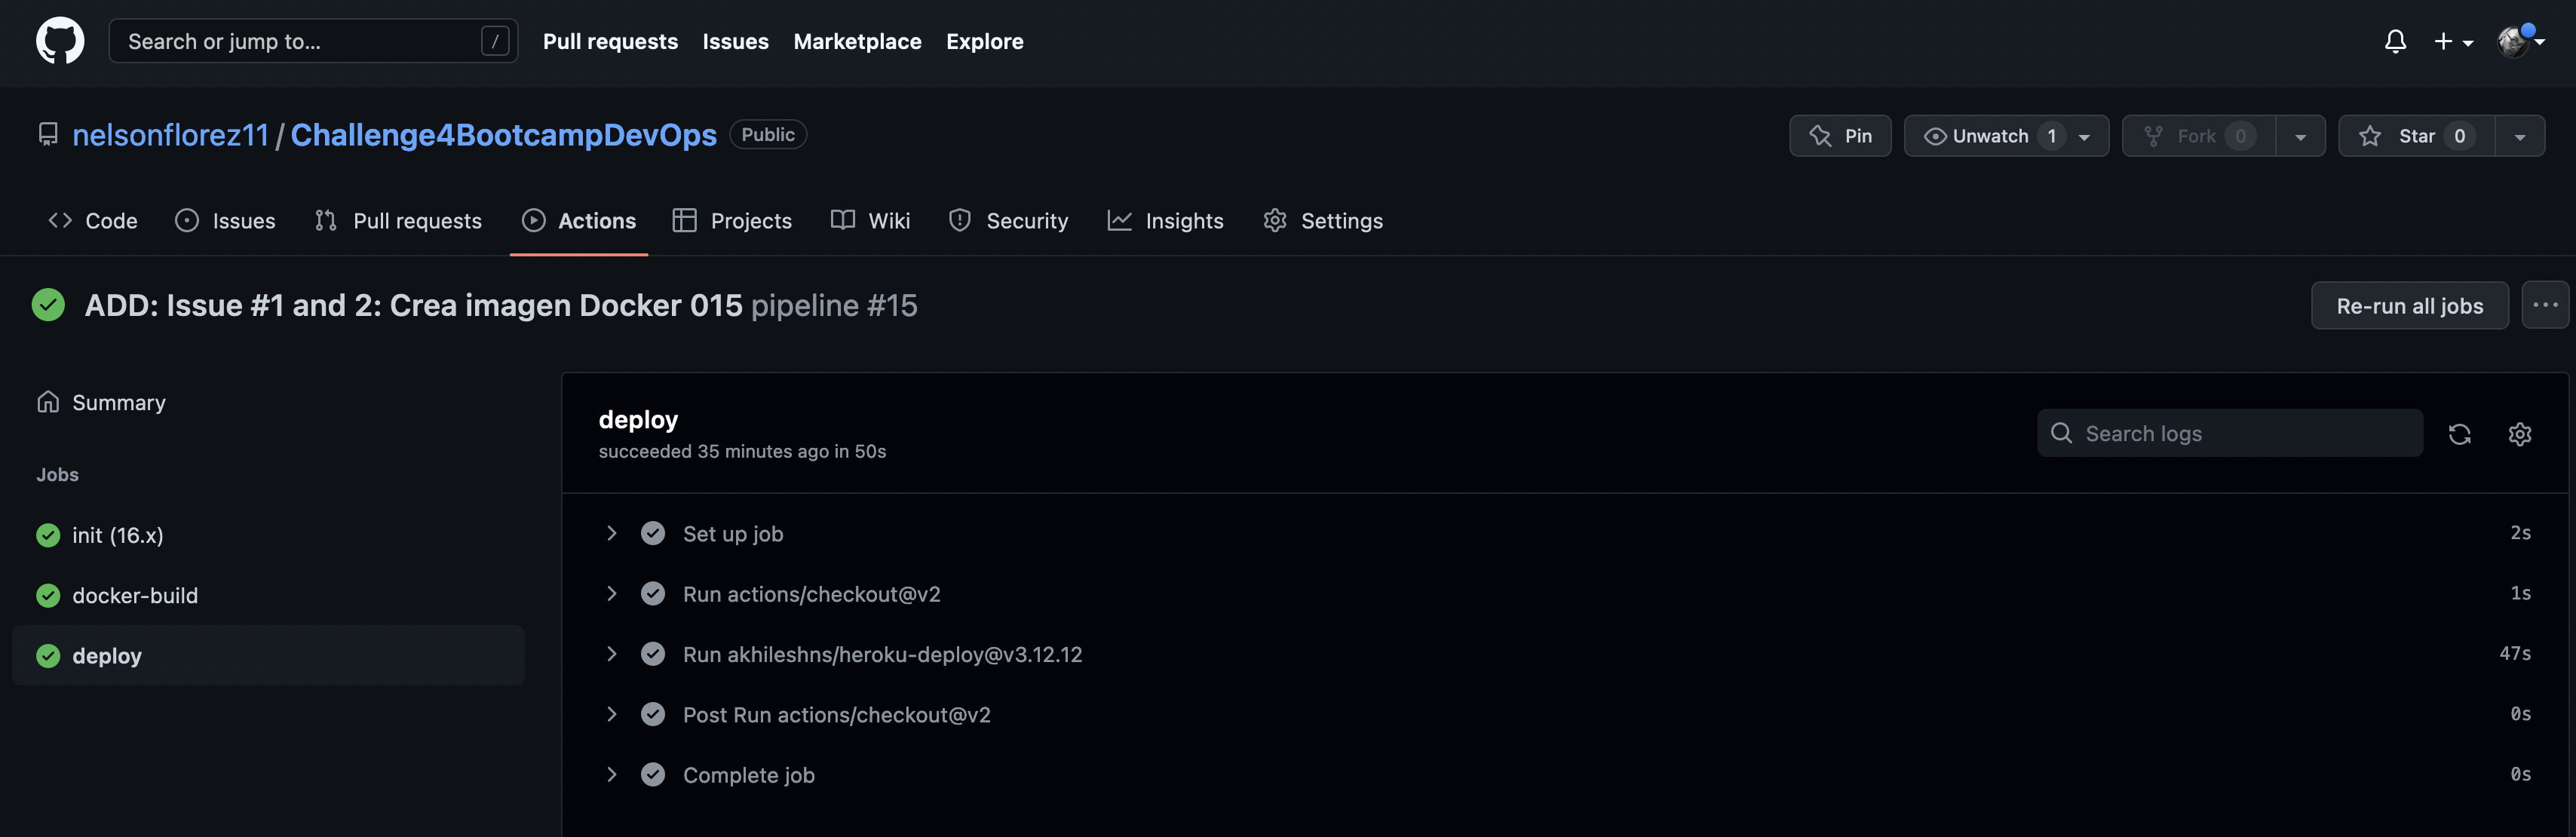 Search or jump to... / Pull requests Issues Marketplace Explore
nelsonflorez11 / Challenge4BootcampDevOps Public Pin Unwatch 1 Fork 0 Star 0
Code Issues Pull requests Actions Projects Wiki Security Insights Settings
ADD: Issue #1 and 2: Crea imagen Docker 015 pipeline #15 Re-run all jobs ...
Summary
Jobs
init (16.x)
docker-build
deploy
deploy
succeeded 35 minutes ago in 50s
Search logs
Set up job 2s
Run actions/checkout@v2 1s
Run akhileshns/heroku-deploy@v3.12.12 47s
Post Run actions/checkout@v2 0s
Complete job 0s